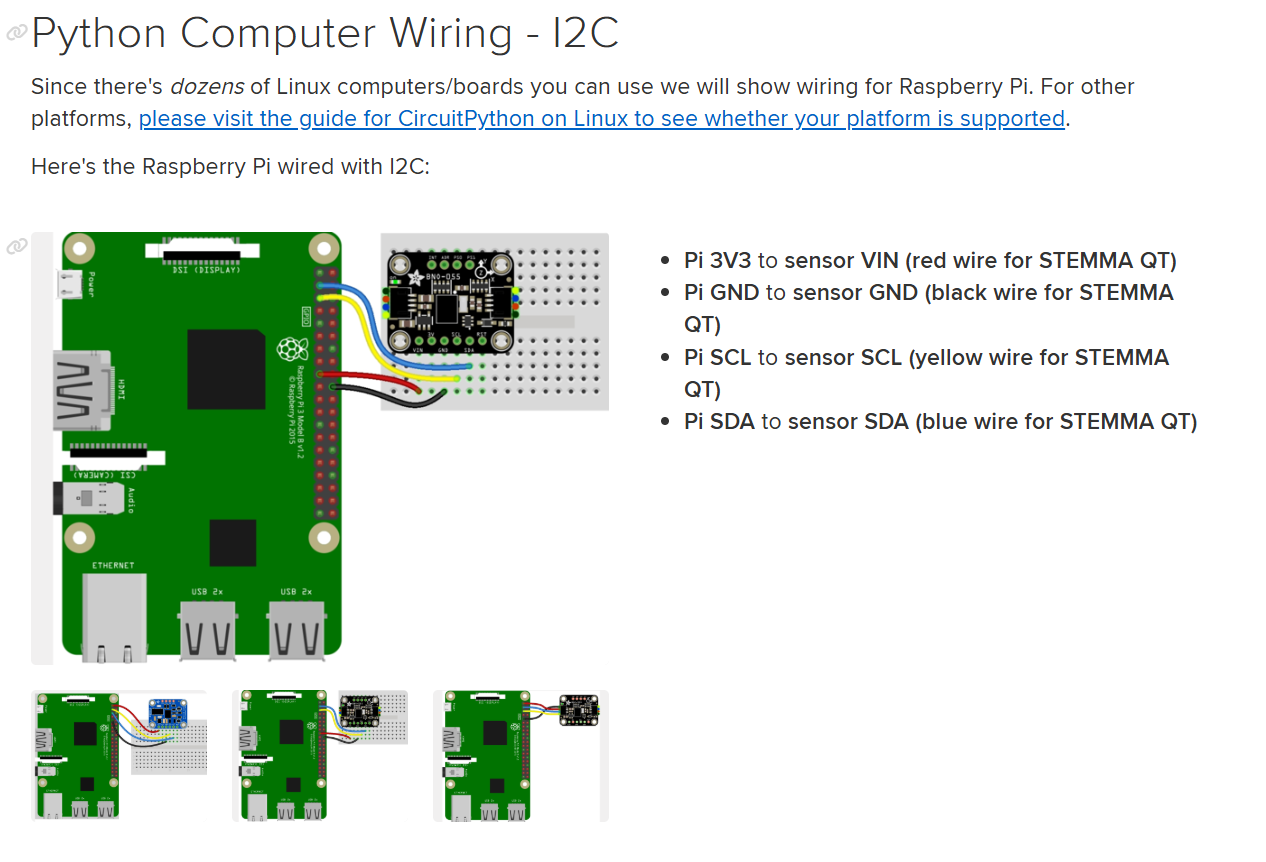 Python Computer Wiring - I2C
Since there's dozens of Linux computers/boards you can use we will show wiring for Raspberry Pi. For other
platforms, please visit the guide for CircuitPython on Linux to see whether your platform is supported.
Here's the Raspberry Pi wired with I2C:
DSI (DISPLAY)
Power
HDMI
CSI (CAMERA)
Audio
ETHERNET
USB 2x
USB 2x
GPIO
Raspberry Pi 3 Model B v1.2
© Raspberry Pi 2015
INT ADR PS0 PS1
BNO-055
3V SCL RST
VIN GND SDA
Pi 3V3 to sensor VIN (red wire for STEMMA QT)
Pi GND to sensor GND (black wire for STEMMA
QT)
Pi SCL to sensor SCL (yellow wire for STEMMA
QT)
Pi SDA to sensor SDA (blue wire for STEMMA QT)